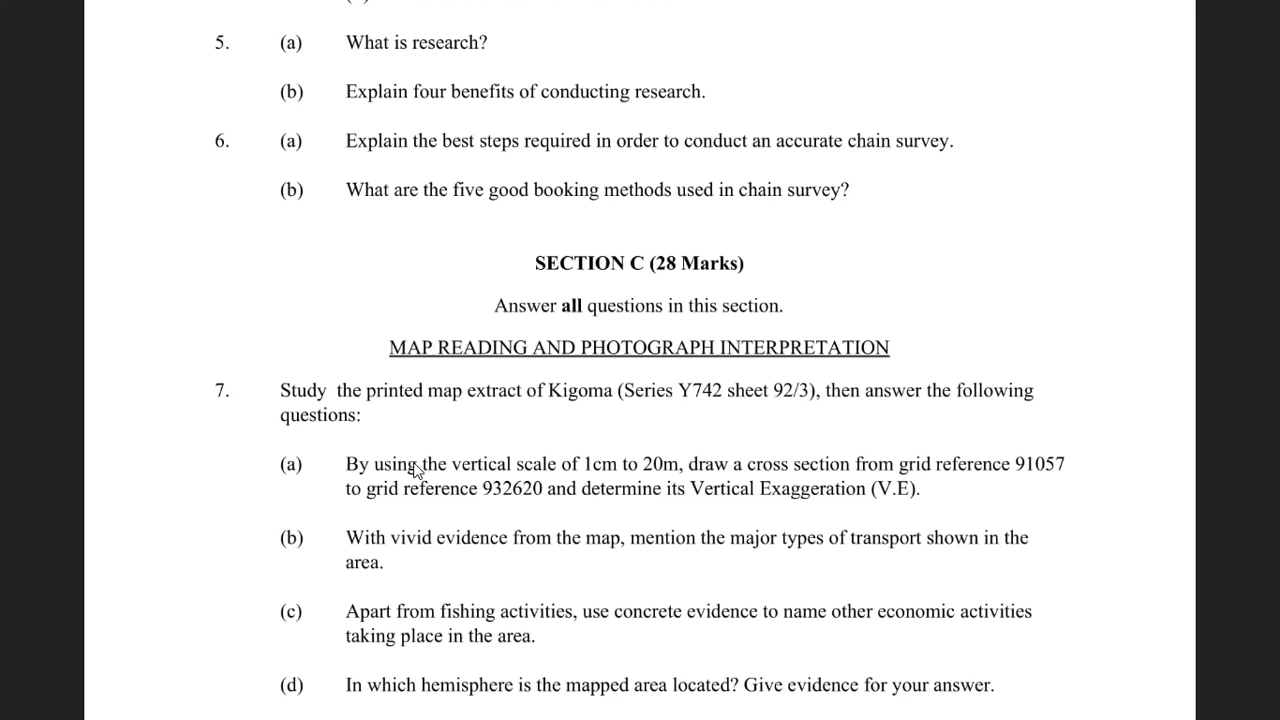 5. (a) What is research?
(b) Explain four benefits of conducting research.
6. (a) Explain the best steps required in order to conduct an accurate chain survey.
(b) What are the five good booking methods used in chain survey?
SECTION C (28 Marks)
Answer all questions in this section.
MAP READING AND PHOTOGRAPH INTERPRETATION
7. Study the printed map extract of Kigoma (Series Y742 sheet 92/3), then answer the following
questions:
(a) By using the vertical scale of 1cm to 20m, draw a cross section from grid reference 91057
to grid reference 932620 and determine its Vertical Exaggeration (V.E).
(b) With vivid evidence from the map, mention the major types of transport shown in the
area.
(c) Apart from fishing activities, use concrete evidence to name other economic activities
taking place in the area.
(d) In which hemisphere is the mapped area located? Give evidence for your answer.